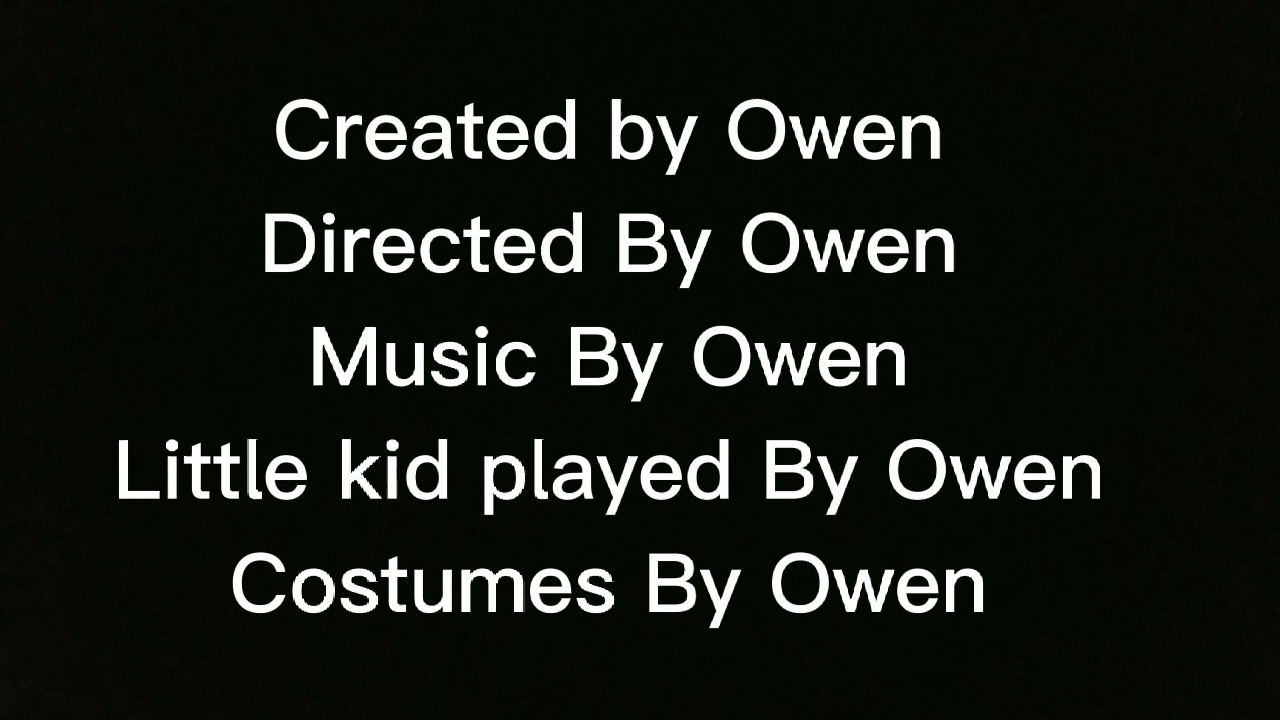 Created by Owen
Directed By Owen
Music By Owen
Little kid played By Owen
Costumes By Owen